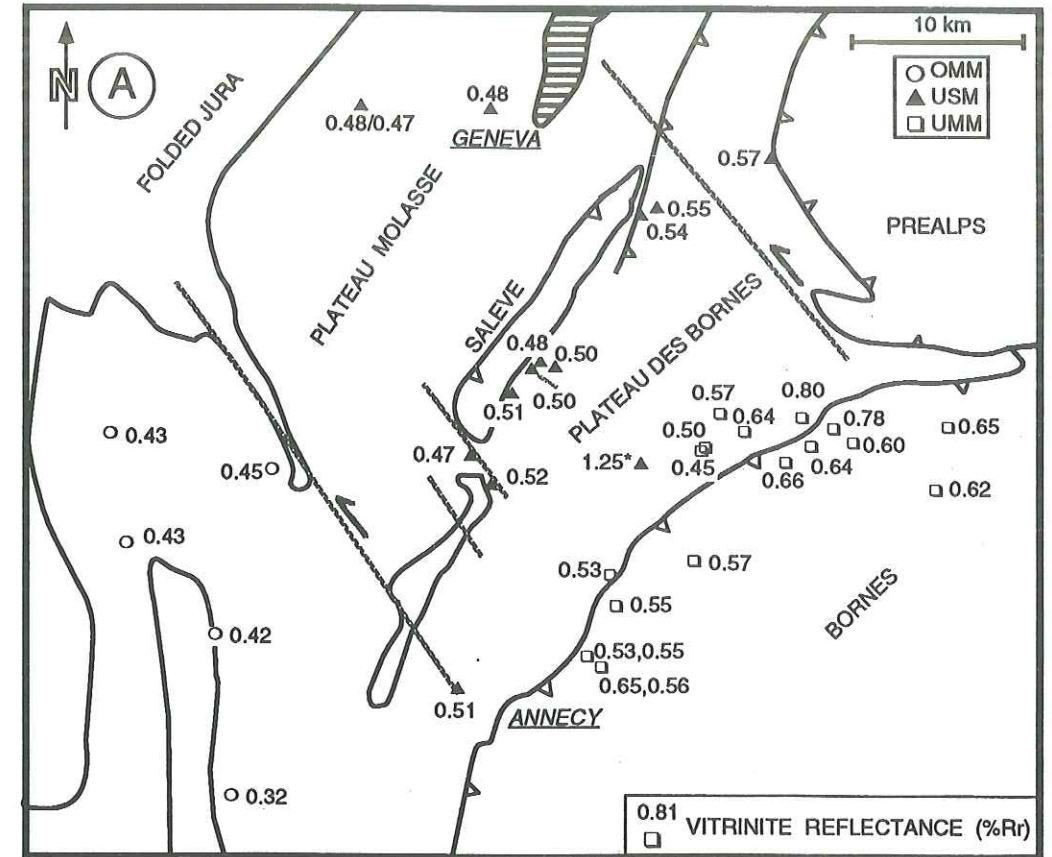 N
A
10 km
OMM
USM
UMM
FOLDED JURA
0.48/0.47
0.48
GENEVA
PLATEAU MOLASSE
0.57
PREALPS
0.55
0.54
SALEVE
PLATEAU DES BORNES
0.48
0.50
0.50
0.51
0.43
0.45
0.47
0.52
1.25*
0.57
0.64
0.50
0.45
0.80
0.78
0.60
0.64
0.66
0.65
0.62
0.43
0.53
0.57
0.55
BORNES
0.42
0.53,0.55
0.65,0.56
0.51
ANNECY
0.32
0.81
VITRINITE REFLECTANCE (%Rr)